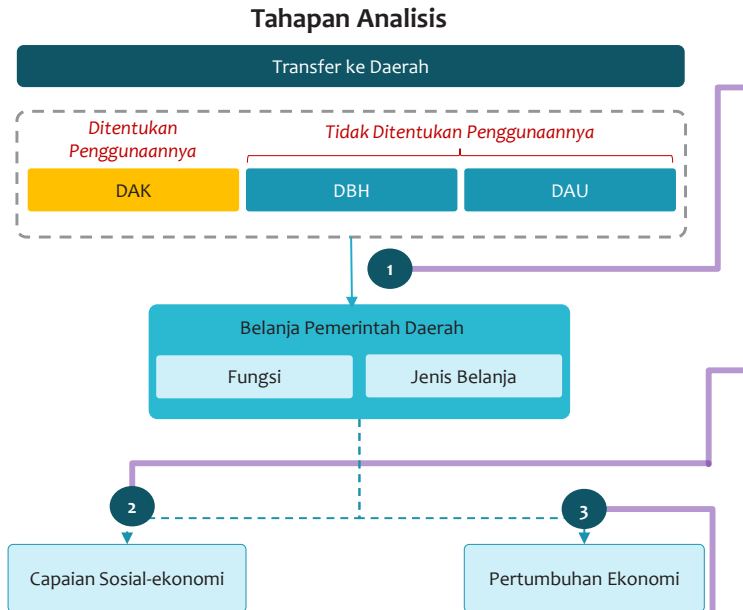 Tahapan Analisis
Transfer ke Daerah
Ditentukan
Penggunaannya
Tidak Ditentukan Penggunaannya
DAK
DBH
DAU
1
Belanja Pemerintah Daerah
Fungsi
Jenis Belanja
2
3
Capaian Sosial-ekonomi
Pertumbuhan Ekonomi